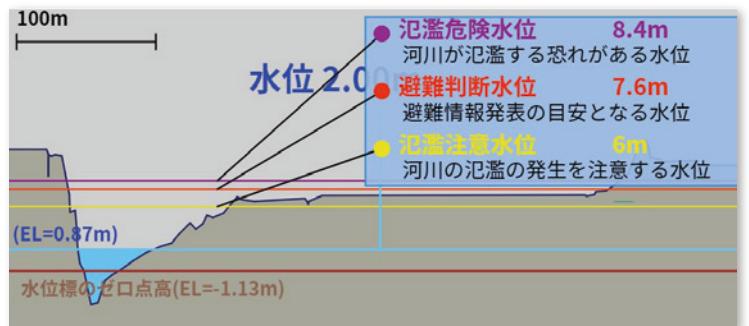 100m
氾濫危険水位 8.4m
河川が氾濫する恐れがある水位
水位 2.00m
避難判断水位 7.6m
避難情報発表の目安となる水位
氾濫注意水位 6m
河川の氾濫の発生を注意する水位
(EL=0.87m)
水位標のゼロ点高(EL=-1.13m)